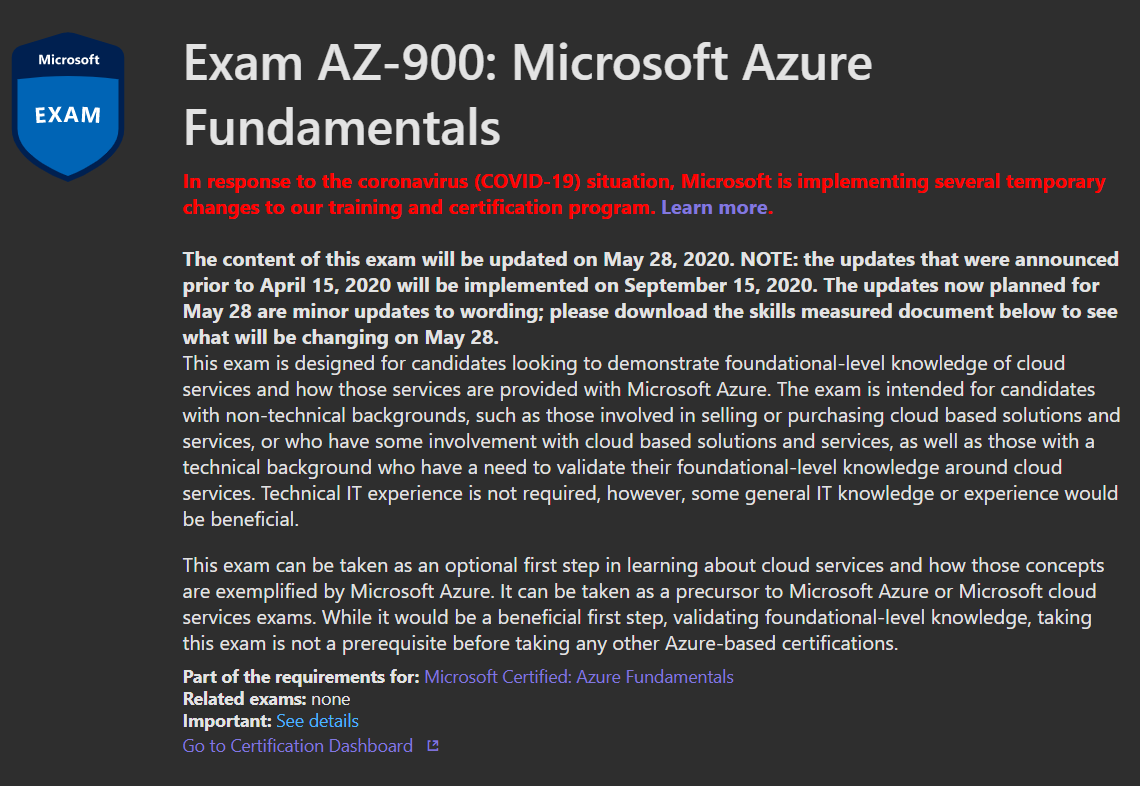 Microsoft
EXAM
Exam AZ-900: Microsoft Azure
Fundamentals
In response to the coronavirus (COVID-19) situation, Microsoft is implementing several temporary
changes to our training and certification program. Learn more.
The content of this exam will be updated on May 28, 2020. NOTE: the updates that were announced
prior to April 15, 2020 will be implemented on September 15, 2020. The updates now planned for
May 28 are minor updates to wording; please download the skills measured document below to see
what will be changing on May 28.
This exam is designed for candidates looking to demonstrate foundational-level knowledge of cloud
services and how those services are provided with Microsoft Azure. The exam is intended for candidates
with non-technical backgrounds, such as those involved in selling or purchasing cloud based solutions and
services, or who have some involvement with cloud based solutions and services, as well as those with a
technical background who have a need to validate their foundational-level knowledge around cloud
services. Technical IT experience is not required, however, some general IT knowledge or experience would
be beneficial.
This exam can be taken as an optional first step in learning about cloud services and how those concepts
are exemplified by Microsoft Azure. It can be taken as a precursor to Microsoft Azure or Microsoft cloud
services exams. While it would be a beneficial first step, validating foundational-level knowledge, taking
this exam is not a prerequisite before taking any other Azure-based certifications.
Part of the requirements for: Microsoft Certified: Azure Fundamentals
Related exams: none
Important: See details
Go to Certification Dashboard